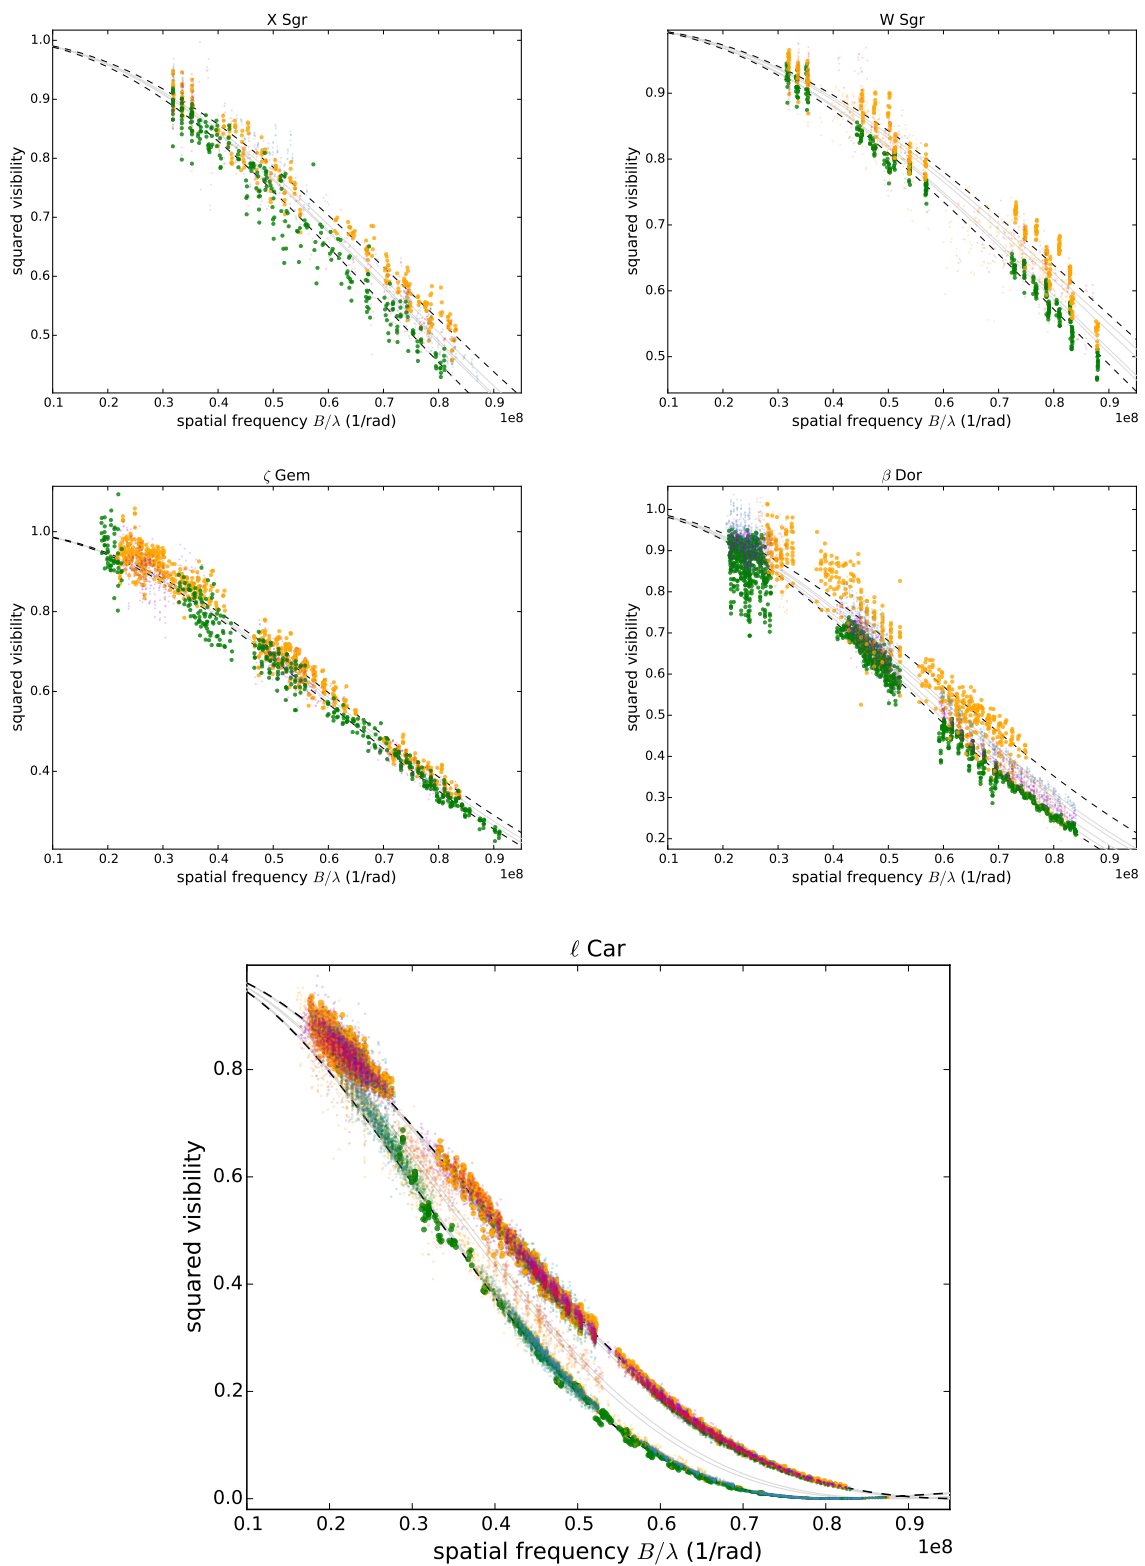 X Sgr
1.0
0.9
0.8
0.7
0.6
0.5
squared visibility
0.1 0.2 0.3 0.4 0.5 0.6 0.7 0.8 0.9
1e8
spatial frequency B/λ (1/rad)
W Sgr
0.9
0.8
0.7
0.6
0.5
squared visibility
0.1 0.2 0.3 0.4 0.5 0.6 0.7 0.8 0.9
1e8
spatial frequency B/λ (1/rad)
ζ Gem
1.0
0.8
0.6
0.4
squared visibility
0.1 0.2 0.3 0.4 0.5 0.6 0.7 0.8 0.9
1e8
spatial frequency B/λ (1/rad)
β Dor
1.0
0.9
0.8
0.7
0.6
0.5
0.4
0.3
0.2
squared visibility
0.1 0.2 0.3 0.4 0.5 0.6 0.7 0.8 0.9
1e8
spatial frequency B/λ (1/rad)
ℓ Car
0.8
0.6
0.4
0.2
0.0
squared visibility
0.1 0.2 0.3 0.4 0.5 0.6 0.7 0.8 0.9
1e8
spatial frequency B/λ (1/rad)